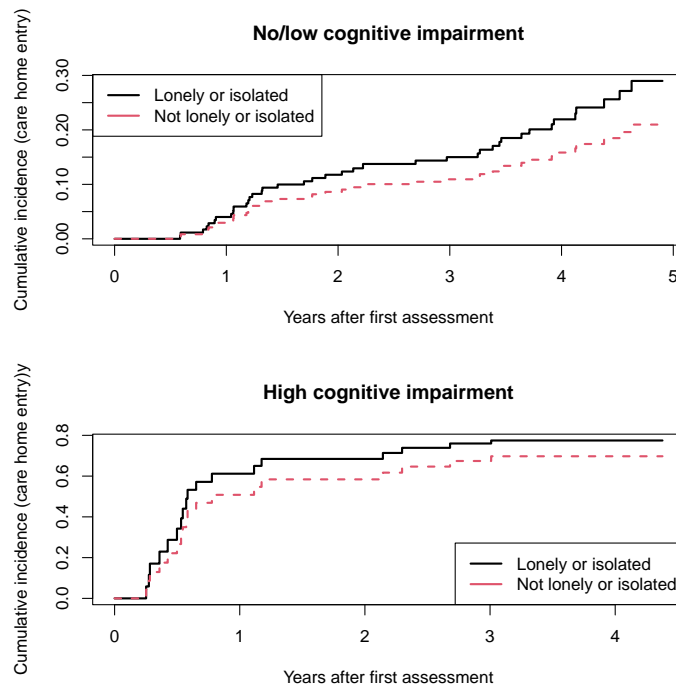 No/low cognitive impairment
Cumulative incidence (care home entry)
0.00 0.10 0.20 0.30
Lonely or isolated
Not lonely or isolated
0 1 2 3 4 5
Years after first assessment
High cognitive impairment
Cumulative incidence (care home entry)y
0.0 0.2 0.4 0.6 0.8
Lonely or isolated
Not lonely or isolated
0 1 2 3 4
Years after first assessment